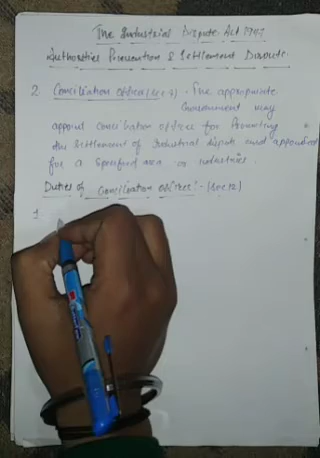 The Industrial Dispute Act 1947
Authorities Prevention & Settlement Dispute.
2 Conciliation officer (Sec 4) - The appropriate
Government may
appoint conciliation officer for Promoting
the settlement of Industrial dispute and appointed
for a specified area or industries.
Duties of conciliation officer :- (Sec 12)
1